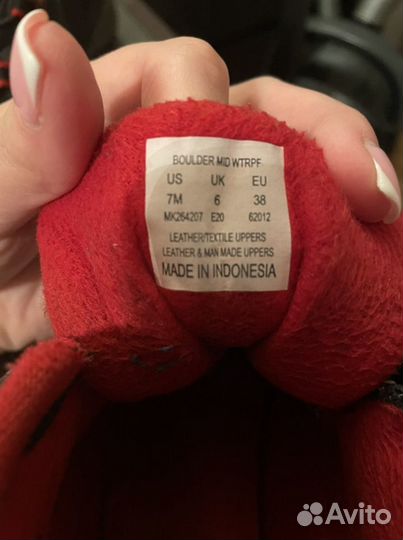 BOULDER MID WTRPF
US UK EU
7M 6 38
MK264207 E20 62012
LEATHER/TEXTILE UPPERS
LEATHER & MAN MADE UPPERS
MADE IN INDONESIA
Avito